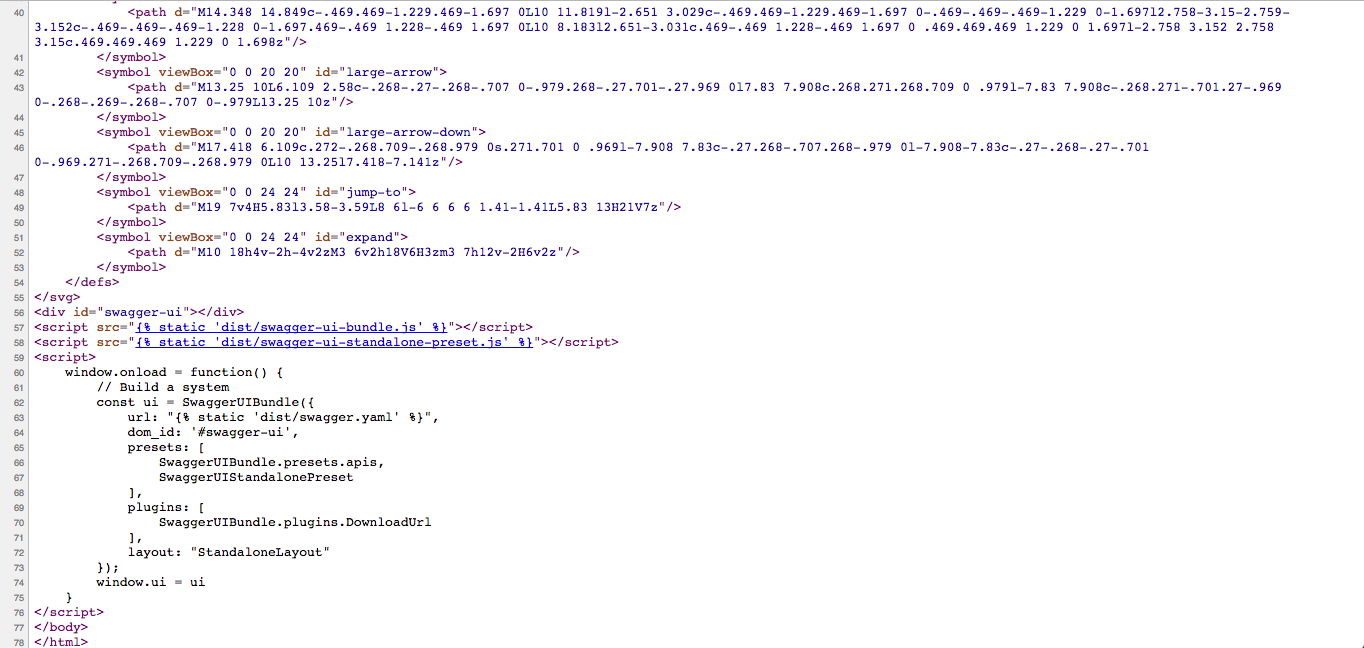 40 <path d="M14.348 14.849c-.469.469-1.229.469-1.697 0L10 11.819l-2.651 3.029c-.469.469-1.229.469-1.697 0-.469-.469-.469-1.229 0-1.697l2.758-3.15-2.759-
3.152c-.469-.469-.469-1.228 0-1.697.469-.469 1.228-.469 1.697 0L10 8.183l2.651-3.031c.469-.469 1.228-.469 1.697 0 .469.469.469 1.229 0 1.697l-2.758 3.152 2.758
3.15c.469.469.469 1.229 0 1.698z"/>
41 </symbol>
42 <symbol viewBox="0 0 20 20" id="large-arrow">
43 <path d="M13.25 10L6.109 2.58c-.268-.27-.268-.707 0-.979.268-.27.701-.27.969 0l7.83 7.908c.268.271.268.709 0 .979l-7.83 7.908c-.268.271-.701.27-.969
0-.268-.269-.268-.707 0-.979L13.25 10z"/>
44 </symbol>
45 <symbol viewBox="0 0 20 20" id="large-arrow-down">
46 <path d="M17.418 6.109c.272-.268.709-.268.979 0s.271.701 0 .969l-7.908 7.83c-.27.268-.707.268-.979 0l-7.908-7.83c-.27-.268-.27-.701
0-.969.271-.268.709-.268.979 0L10 13.25l7.418-7.141z"/>
47 </symbol>
48 <symbol viewBox="0 0 24 24" id="jump-to">
49 <path d="M19 7v4H5.83l3.58-3.59L8 6l-6 6 6 6 1.41-1.41L5.83 13H21V7z"/>
50 </symbol>
51 <symbol viewBox="0 0 24 24" id="expand">
52 <path d="M10 18h4v-2h-4v2zM3 6v2h18V6H3zm3 7h12v-2H6v2z"/>
53 </symbol>
54 </defs>
55 </svg>
56 <div id="swagger-ui"></div>
57 <script src="{% static 'dist/swagger-ui-bundle.js' %}"></script>
58 <script src="{% static 'dist/swagger-ui-standalone-preset.js' %}"></script>
59 <script>
60 window.onload = function() {
61 // Build a system
62 const ui = SwaggerUIBundle({
63 url: "{% static 'dist/swagger.yaml' %}",
64 dom_id: '#swagger-ui',
65 presets: [
66 SwaggerUIBundle.presets.apis,
67 SwaggerUIStandalonePreset
68 ],
69 plugins: [
70 SwaggerUIBundle.plugins.DownloadUrl
71 ],
72 layout: "StandaloneLayout"
73 });
74 window.ui = ui
75 }
76 </script>
77 </body>
78 </html>